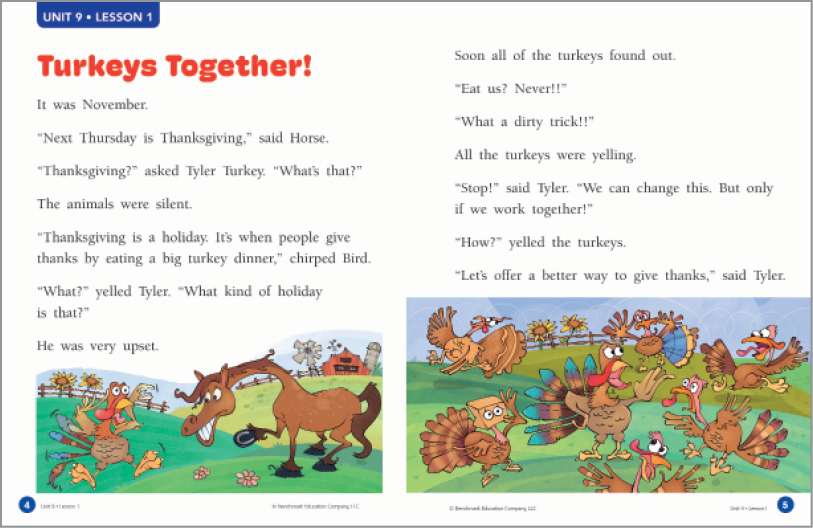 UNIT 9 • LESSON 1
Turkeys Together!
It was November.
“Next Thursday is Thanksgiving,” said Horse.
“Thanksgiving?” asked Tyler Turkey. “What’s that?”
The animals were silent.
“Thanksgiving is a holiday. It’s when people give
thanks by eating a big turkey dinner,” chirped Bird.
“What?” yelled Tyler. “What kind of holiday
is that?”
He was very upset.
4
Unit 9 • Lesson 1
© Benchmark Education Company, LLC
Soon all of the turkeys found out.
“Eat us? Never!!”
“What a dirty trick!!”
All the turkeys were yelling.
“Stop!” said Tyler. “We can change this. But only
if we work together!”
“How?” yelled the turkeys.
“Let’s offer a better way to give thanks,” said Tyler.
© Benchmark Education Company, LLC
Unit 9 • Lesson 1
5